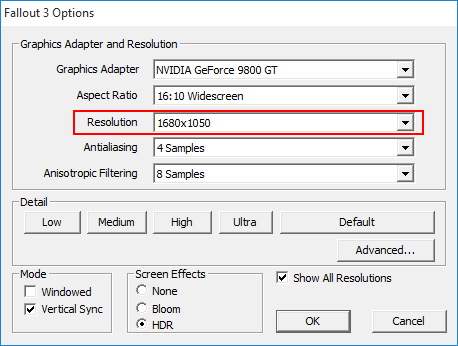 Fallout 3 Options
Graphics Adapter and Resolution
Graphics Adapter NVIDIA GeForce 9800 GT
Aspect Ratio 16:10 Widescreen
Resolution 1680x1050
Antialiasing 4 Samples
Anisotropic Filtering 8 Samples
Detail
Low Medium High Ultra Default
Advanced...
Mode
Windowed
Vertical Sync
Screen Effects
None
Bloom
HDR
Show All Resolutions
OK Cancel